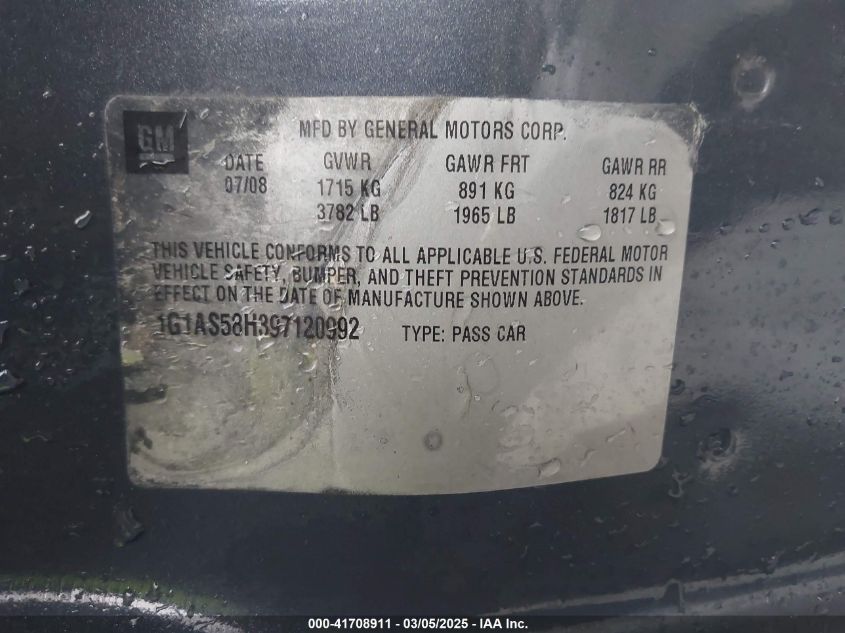 GM
MFD BY GENERAL MOTORS CORP.
DATE GVWR GAWR FRT GAWR RR
07/08 1715 KG 891 KG 824 KG
3782 LB 1965 LB 1817 LB
THIS VEHICLE CONFORMS TO ALL APPLICABLE U.S. FEDERAL MOTOR
VEHICLE SAFETY, BUMPER, AND THEFT PREVENTION STANDARDS IN
EFFECT ON THE DATE OF MANUFACTURE SHOWN ABOVE.
1G1AS58H397120992 TYPE: PASS CAR
000-41708911 - 03/05/2025 - IAA Inc.